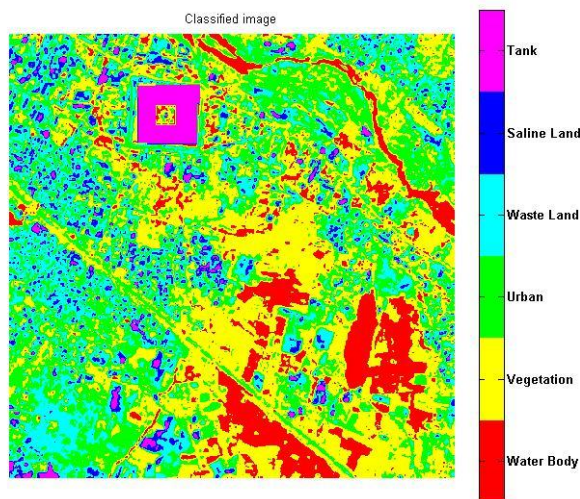 Classified image
Tank
Saline Land
Waste Land
Urban
Vegetation
Water Body